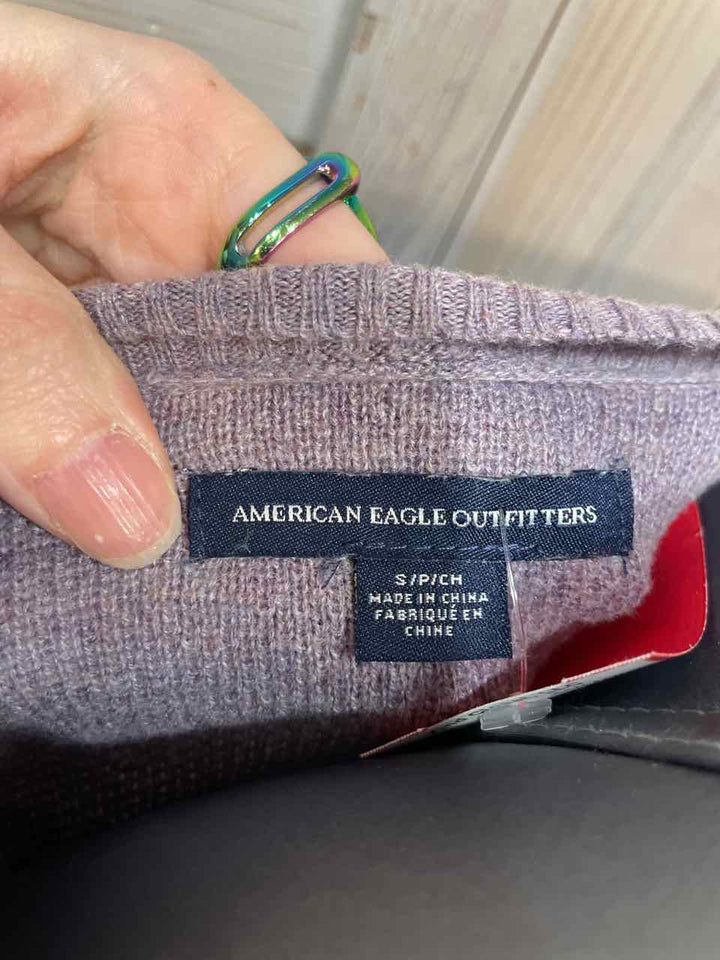 AMERICAN EAGLE OUTFITTERS
S/P/CH
MADE IN CHINA
FABRIQUÉ EN
CHINE